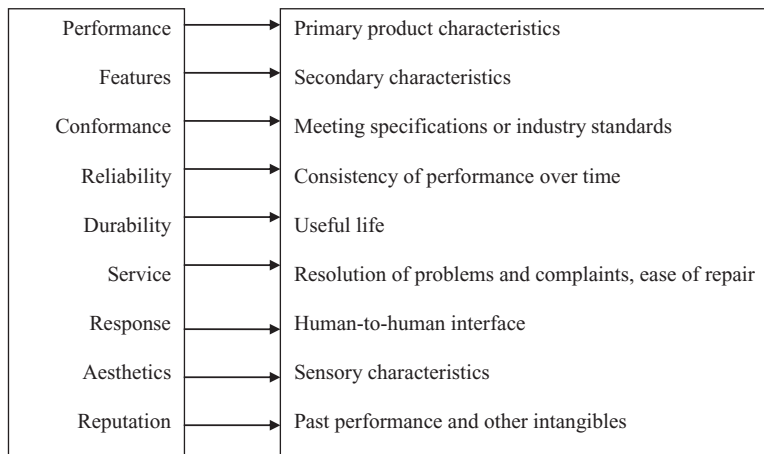 Performance Primary product characteristics
Features Secondary characteristics
Conformance Meeting specifications or industry standards
Reliability Consistency of performance over time
Durability Useful life
Service Resolution of problems and complaints, ease of repair
Response Human-to-human interface
Aesthetics Sensory characteristics
Reputation Past performance and other intangibles